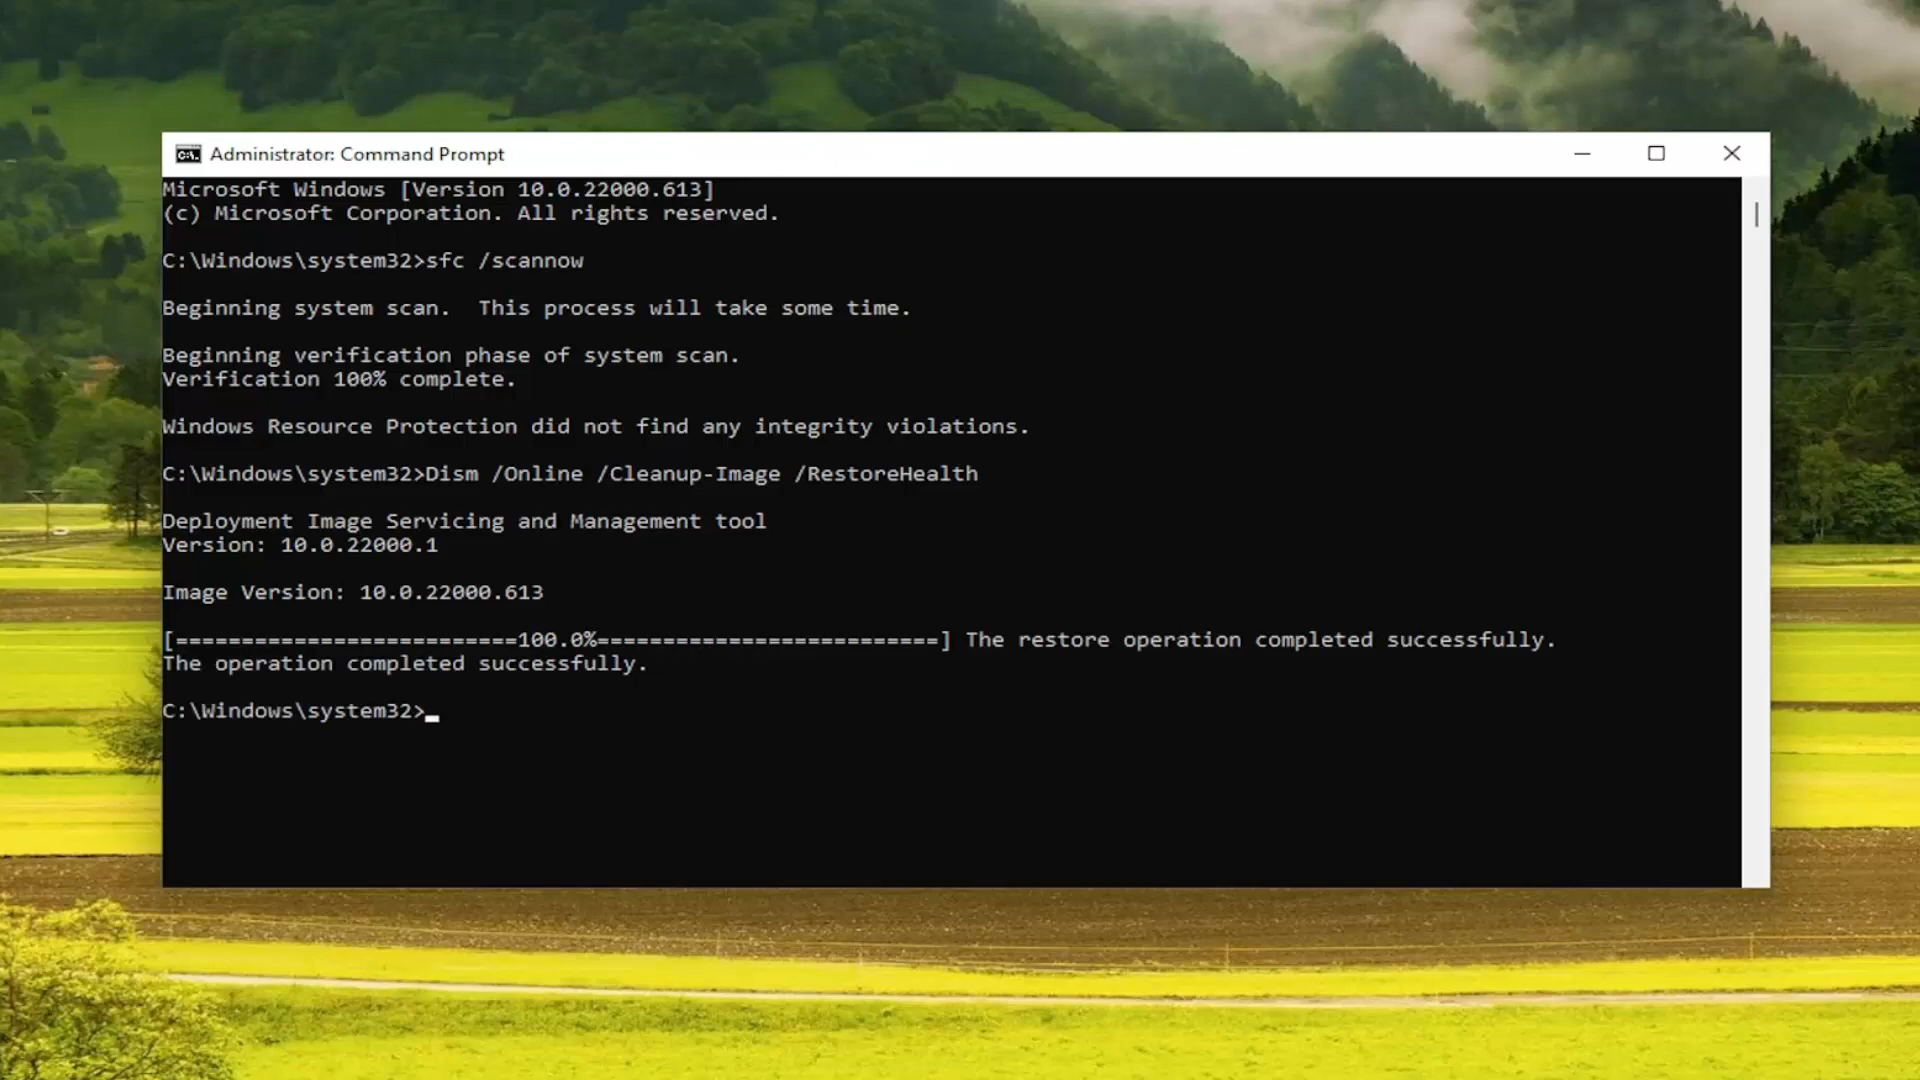 Administrator: Command Prompt
Microsoft Windows [Version 10.0.22000.613]
(c) Microsoft Corporation. All rights reserved.
C:\Windows\system32>sfc /scannow
Beginning system scan.  This process will take some time.
Beginning verification phase of system scan.
Verification 100% complete.
Windows Resource Protection did not find any integrity violations.
C:\Windows\system32>Dism /Online /Cleanup-Image /RestoreHealth
Deployment Image Servicing and Management tool
Version: 10.0.22000.1
Image Version: 10.0.22000.613
[==========================100.0%==========================] The restore operation completed successfully.
The operation completed successfully.
C:\Windows\system32>